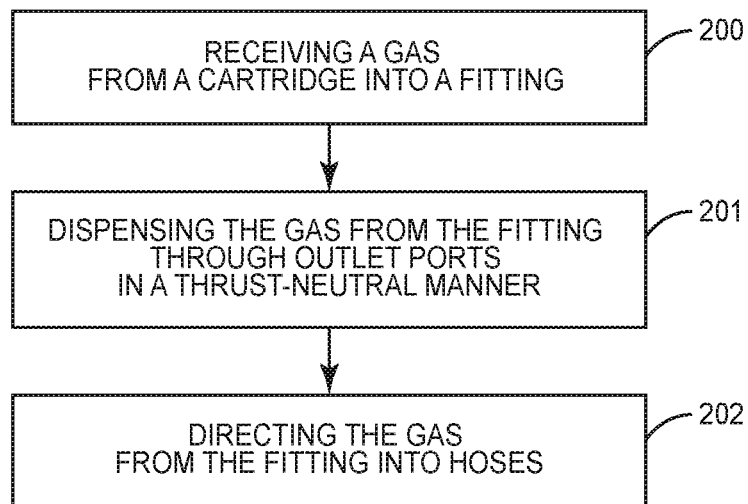 RECEIVING A GAS
FROM A CARTRIDGE INTO A FITTING
200
DISPENSING THE GAS FROM THE FITTING
THROUGH OUTLET PORTS
IN A THRUST-NEUTRAL MANNER
201
DIRECTING THE GAS
FROM THE FITTING INTO HOSES
202